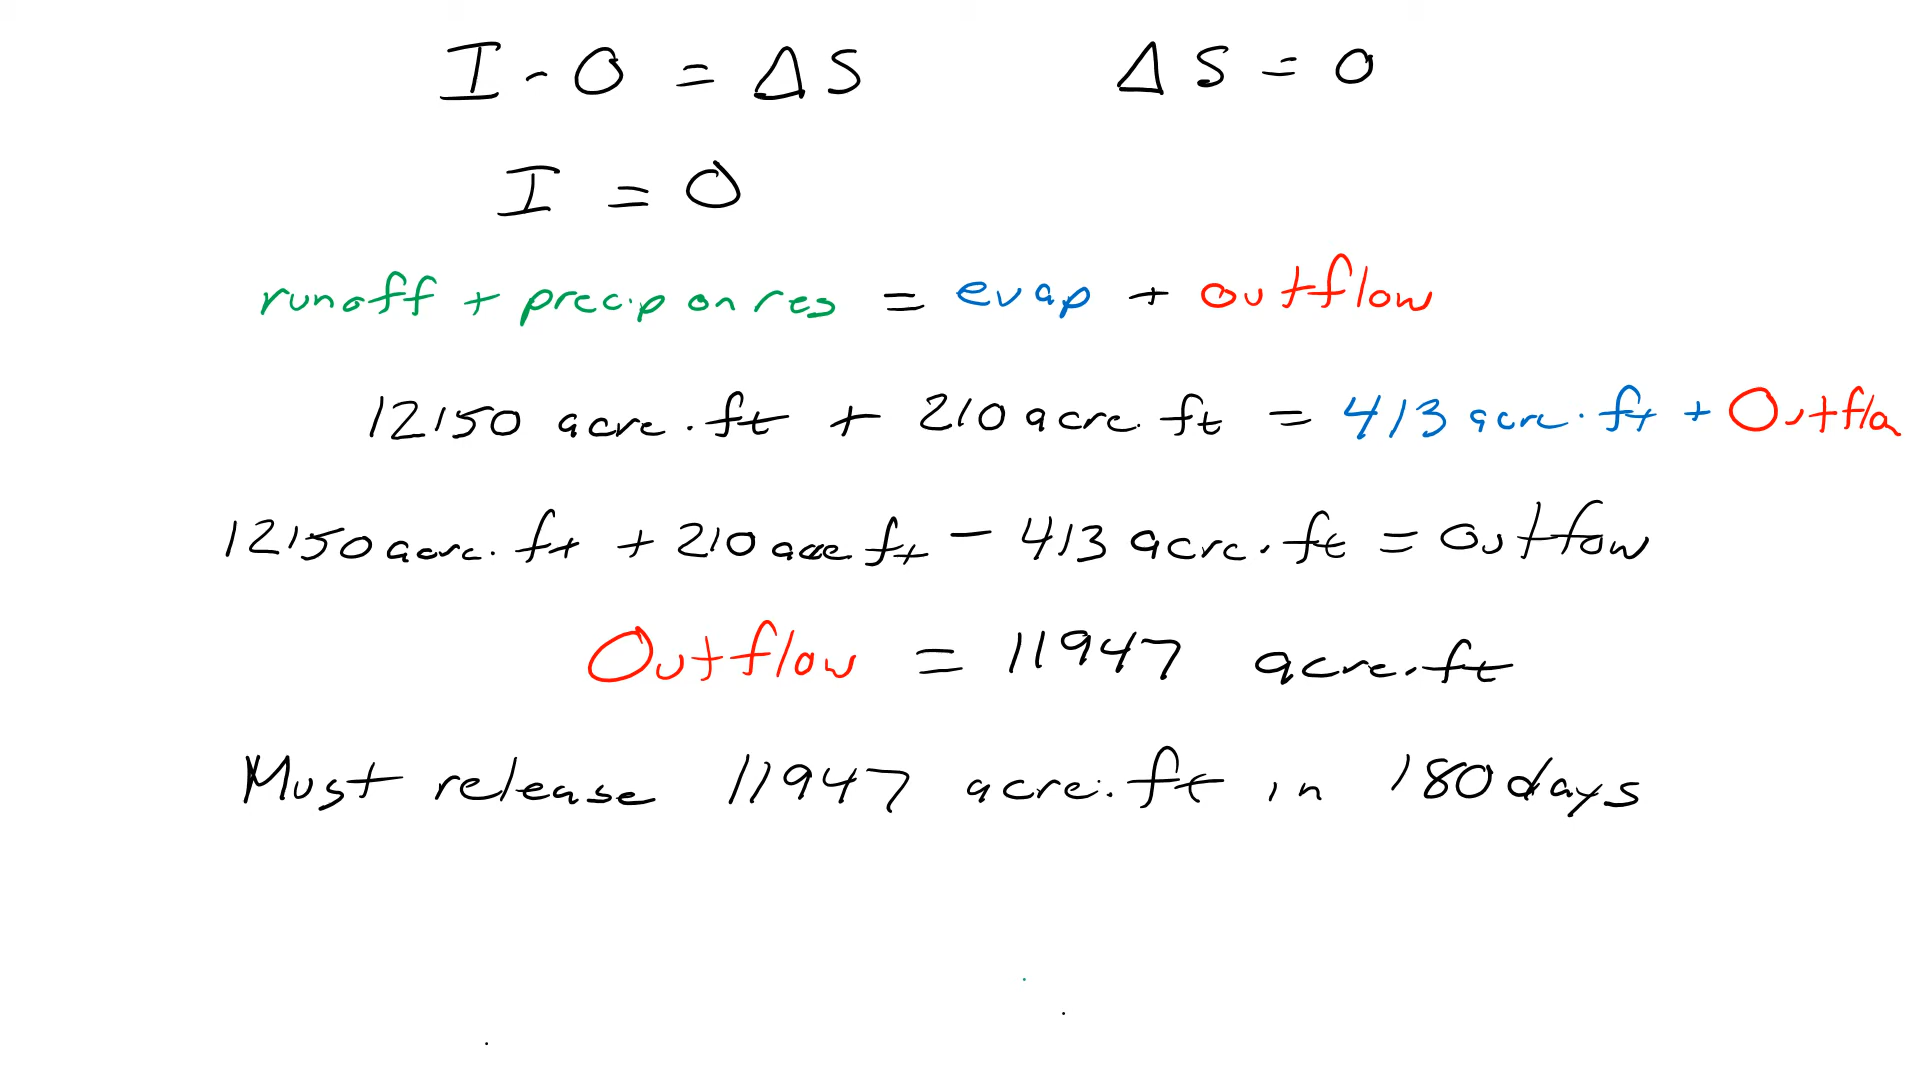 I - O = ΔS ΔS = 0
I = O
runoff + precip on res = evap + outflow
12150 acre.ft + 210 acre.ft = 413 acre.ft + Outflo
12150 acre.ft + 210 acre ft - 413 acre.ft = outfow
Outflow = 11947 acre.ft
Must release 11947 acre.ft in 180 days